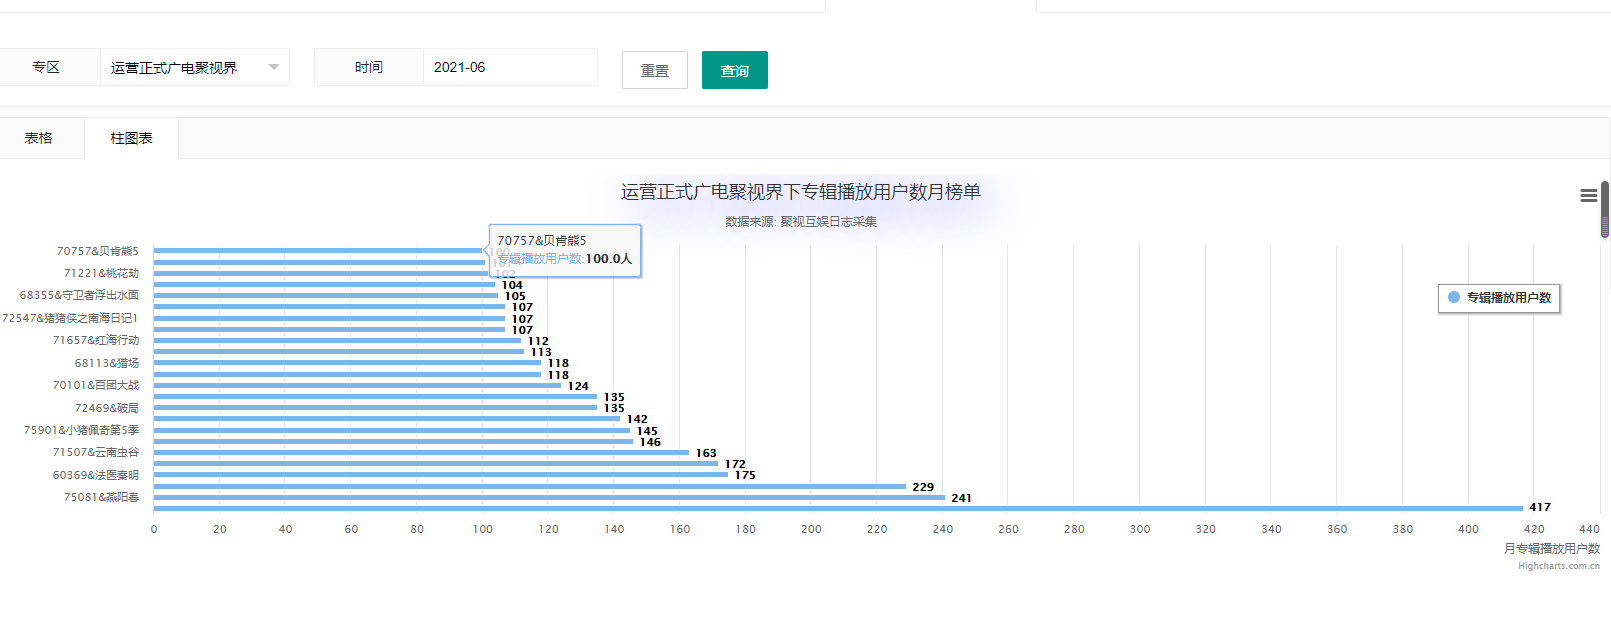 专区
运营正式广电聚视界
时间
2021-06
重置
查询
表格
柱图表
运营正式广电聚视界下专辑播放用户数月榜单
数据来源: 聚视互娱日志采集
70757&贝肯熊5
专辑播放用户数:100.0人
70757&贝肯熊5
71221&桃花劫
68355&守卫者浮出水面
72547&猪猪侠之南海日记1
71657&红海行动
68113&猎场
70101&百团大战
72469&破局
75901&小猪佩奇第5季
71507&云南虫谷
60369&法医秦明
75081&燕阳春
100
101
102
104
105
107
107
107
112
113
118
118
124
135
135
142
145
146
163
172
175
229
241
417
专辑播放用户数
0 20 40 60 80 100 120 140 160 180 200 220 240 260 280 300 320 340 360 380 400 420 440
月专辑播放用户数
Highcharts.com.cn